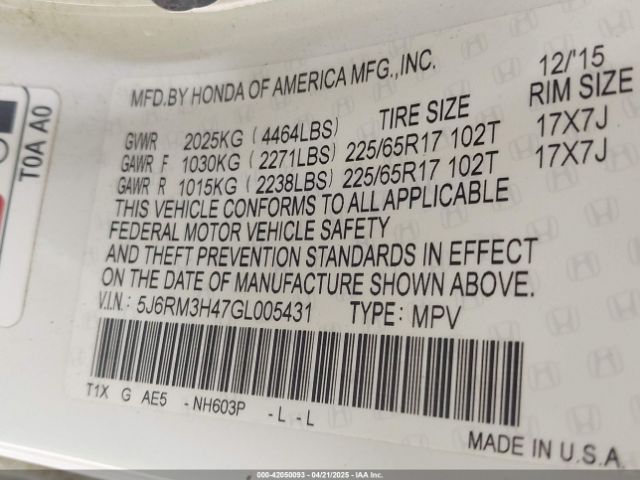 MFD.BY HONDA OF AMERICA MFG.,INC. 12/'15
TIRE SIZE RIM SIZE
GVWR 2025KG (4464LBS)
GAWR F 1030KG (2271LBS) 225/65R17 102T 17X7J
GAWR R 1015KG (2238LBS) 225/65R17 102T 17X7J
THIS VEHICLE CONFORMS TO ALL APPLICABLE
FEDERAL MOTOR VEHICLE SAFETY
AND THEFT PREVENTION STANDARDS IN EFFECT
ON THE DATE OF MANUFACTURE SHOWN ABOVE.
V.I.N: 5J6RM3H47GL005431 TYPE: MPV
T1X G AE5 -NH603P -L -L
MADE IN U.S.A.
T0A A0
000-42050093 - 04/21/2025 - IAA Inc.